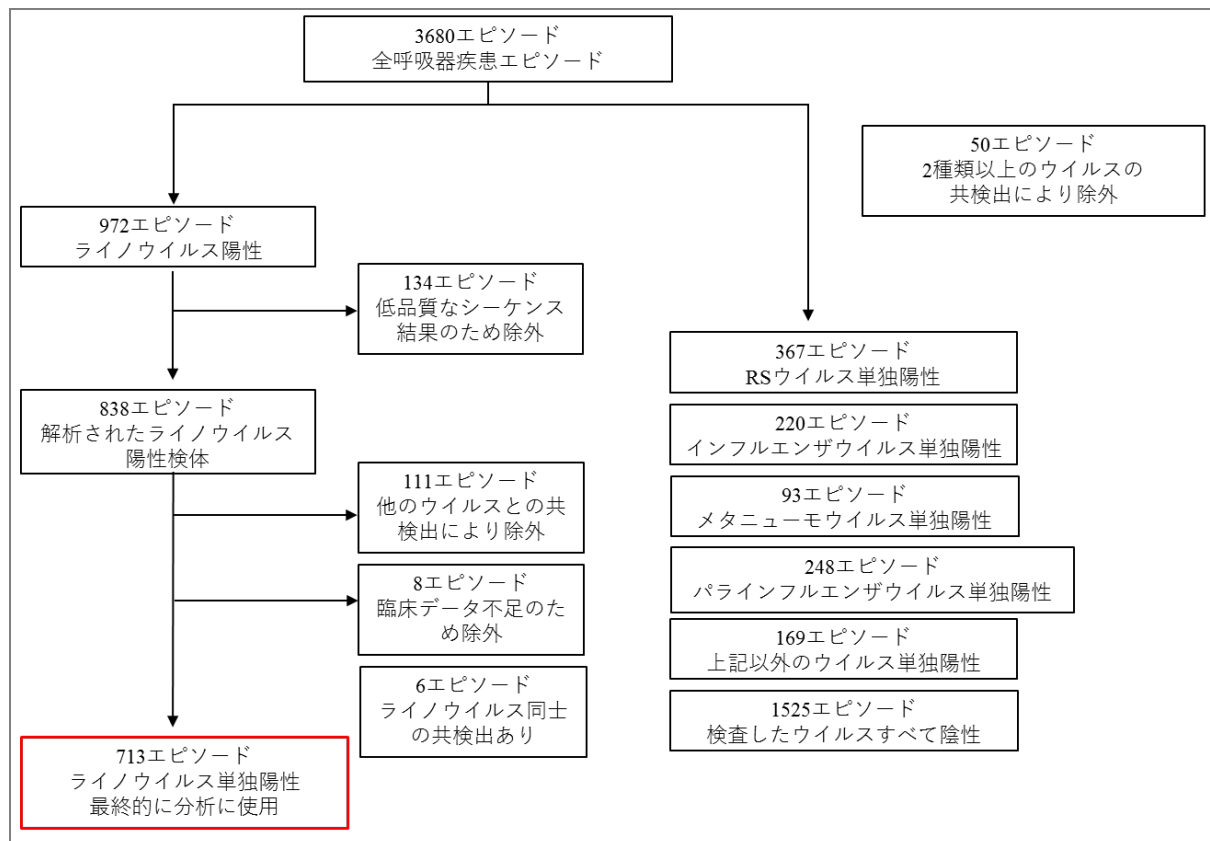 3680エピソード
全呼吸器疾患エピソード
50エピソード
2種類以上のウイルスの
共検出により除外
972エピソード
ライノウイルス陽性
134エピソード
低品質なシーケンス
結果のため除外
838エピソード
解析されたライノウイルス
陽性検体
111エピソード
他のウイルスとの共
検出により除外
8エピソード
臨床データ不足のた
め除外
6エピソード
ライノウイルス同士
の共検出あり
713エピソード
ライノウイルス単独陽性
最終的に分析に使用
367エピソード
RSウイルス単独陽性
220エピソード
インフルエンザウイルス単独陽性
93エピソード
メタニューモウイルス単独陽性
248エピソード
パラインフルエンザウイルス単独陽性
169エピソード
上記以外のウイルス単独陽性
1525エピソード
検査したウイルスすべて陰性